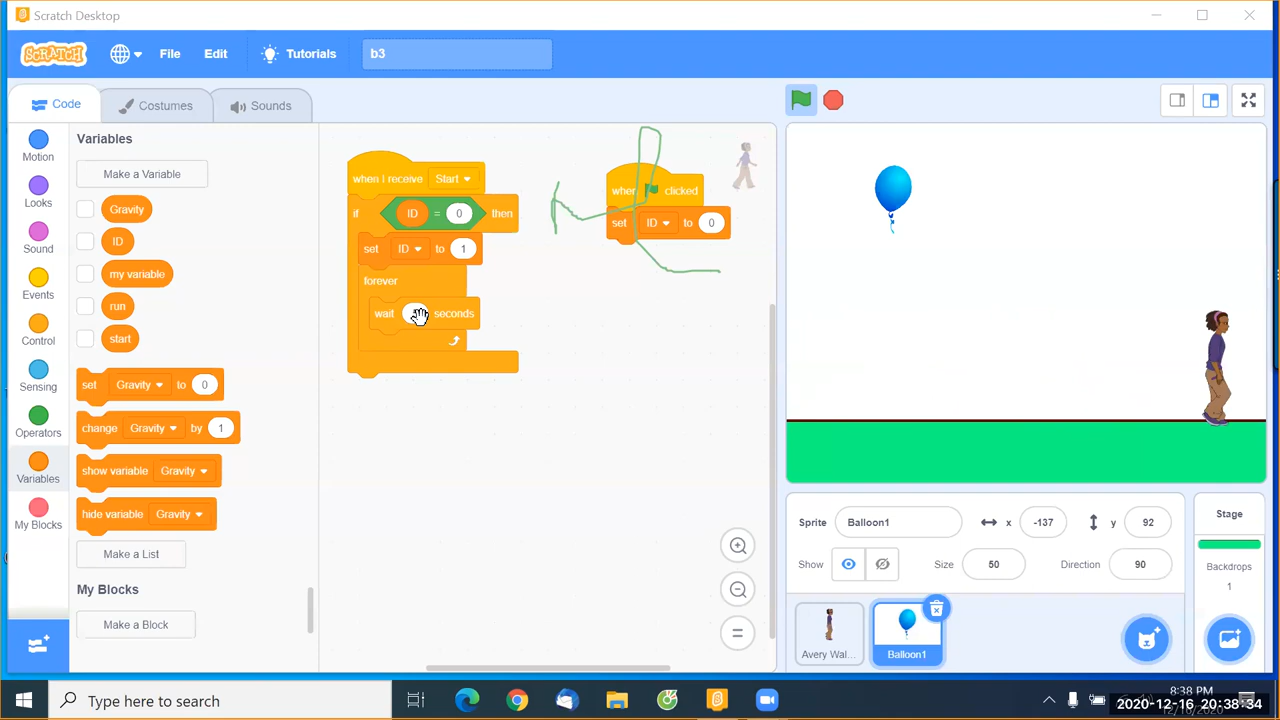 Scratch Desktop
SCRATCH File Edit Tutorials b3
Code Costumes Sounds
Motion
Looks
Sound
Events
Control
Sensing
Operators
Variables
My Blocks
Variables
Make a Variable
Gravity
ID
my variable
run
start
set Gravity to 0
change Gravity by 1
show variable Gravity
hide variable Gravity
Make a List
My Blocks
Make a Block
when I receive Start
if ID = 0 then
set ID to 1
forever
wait seconds
when clicked
set ID to 0
Sprite Balloon1 x -137 y 92
Show Size 50 Direction 90
Avery Wal...
Balloon1
Stage
Backdrops
1
Type here to search
8:38 PM
2020-12-16 20:38:34